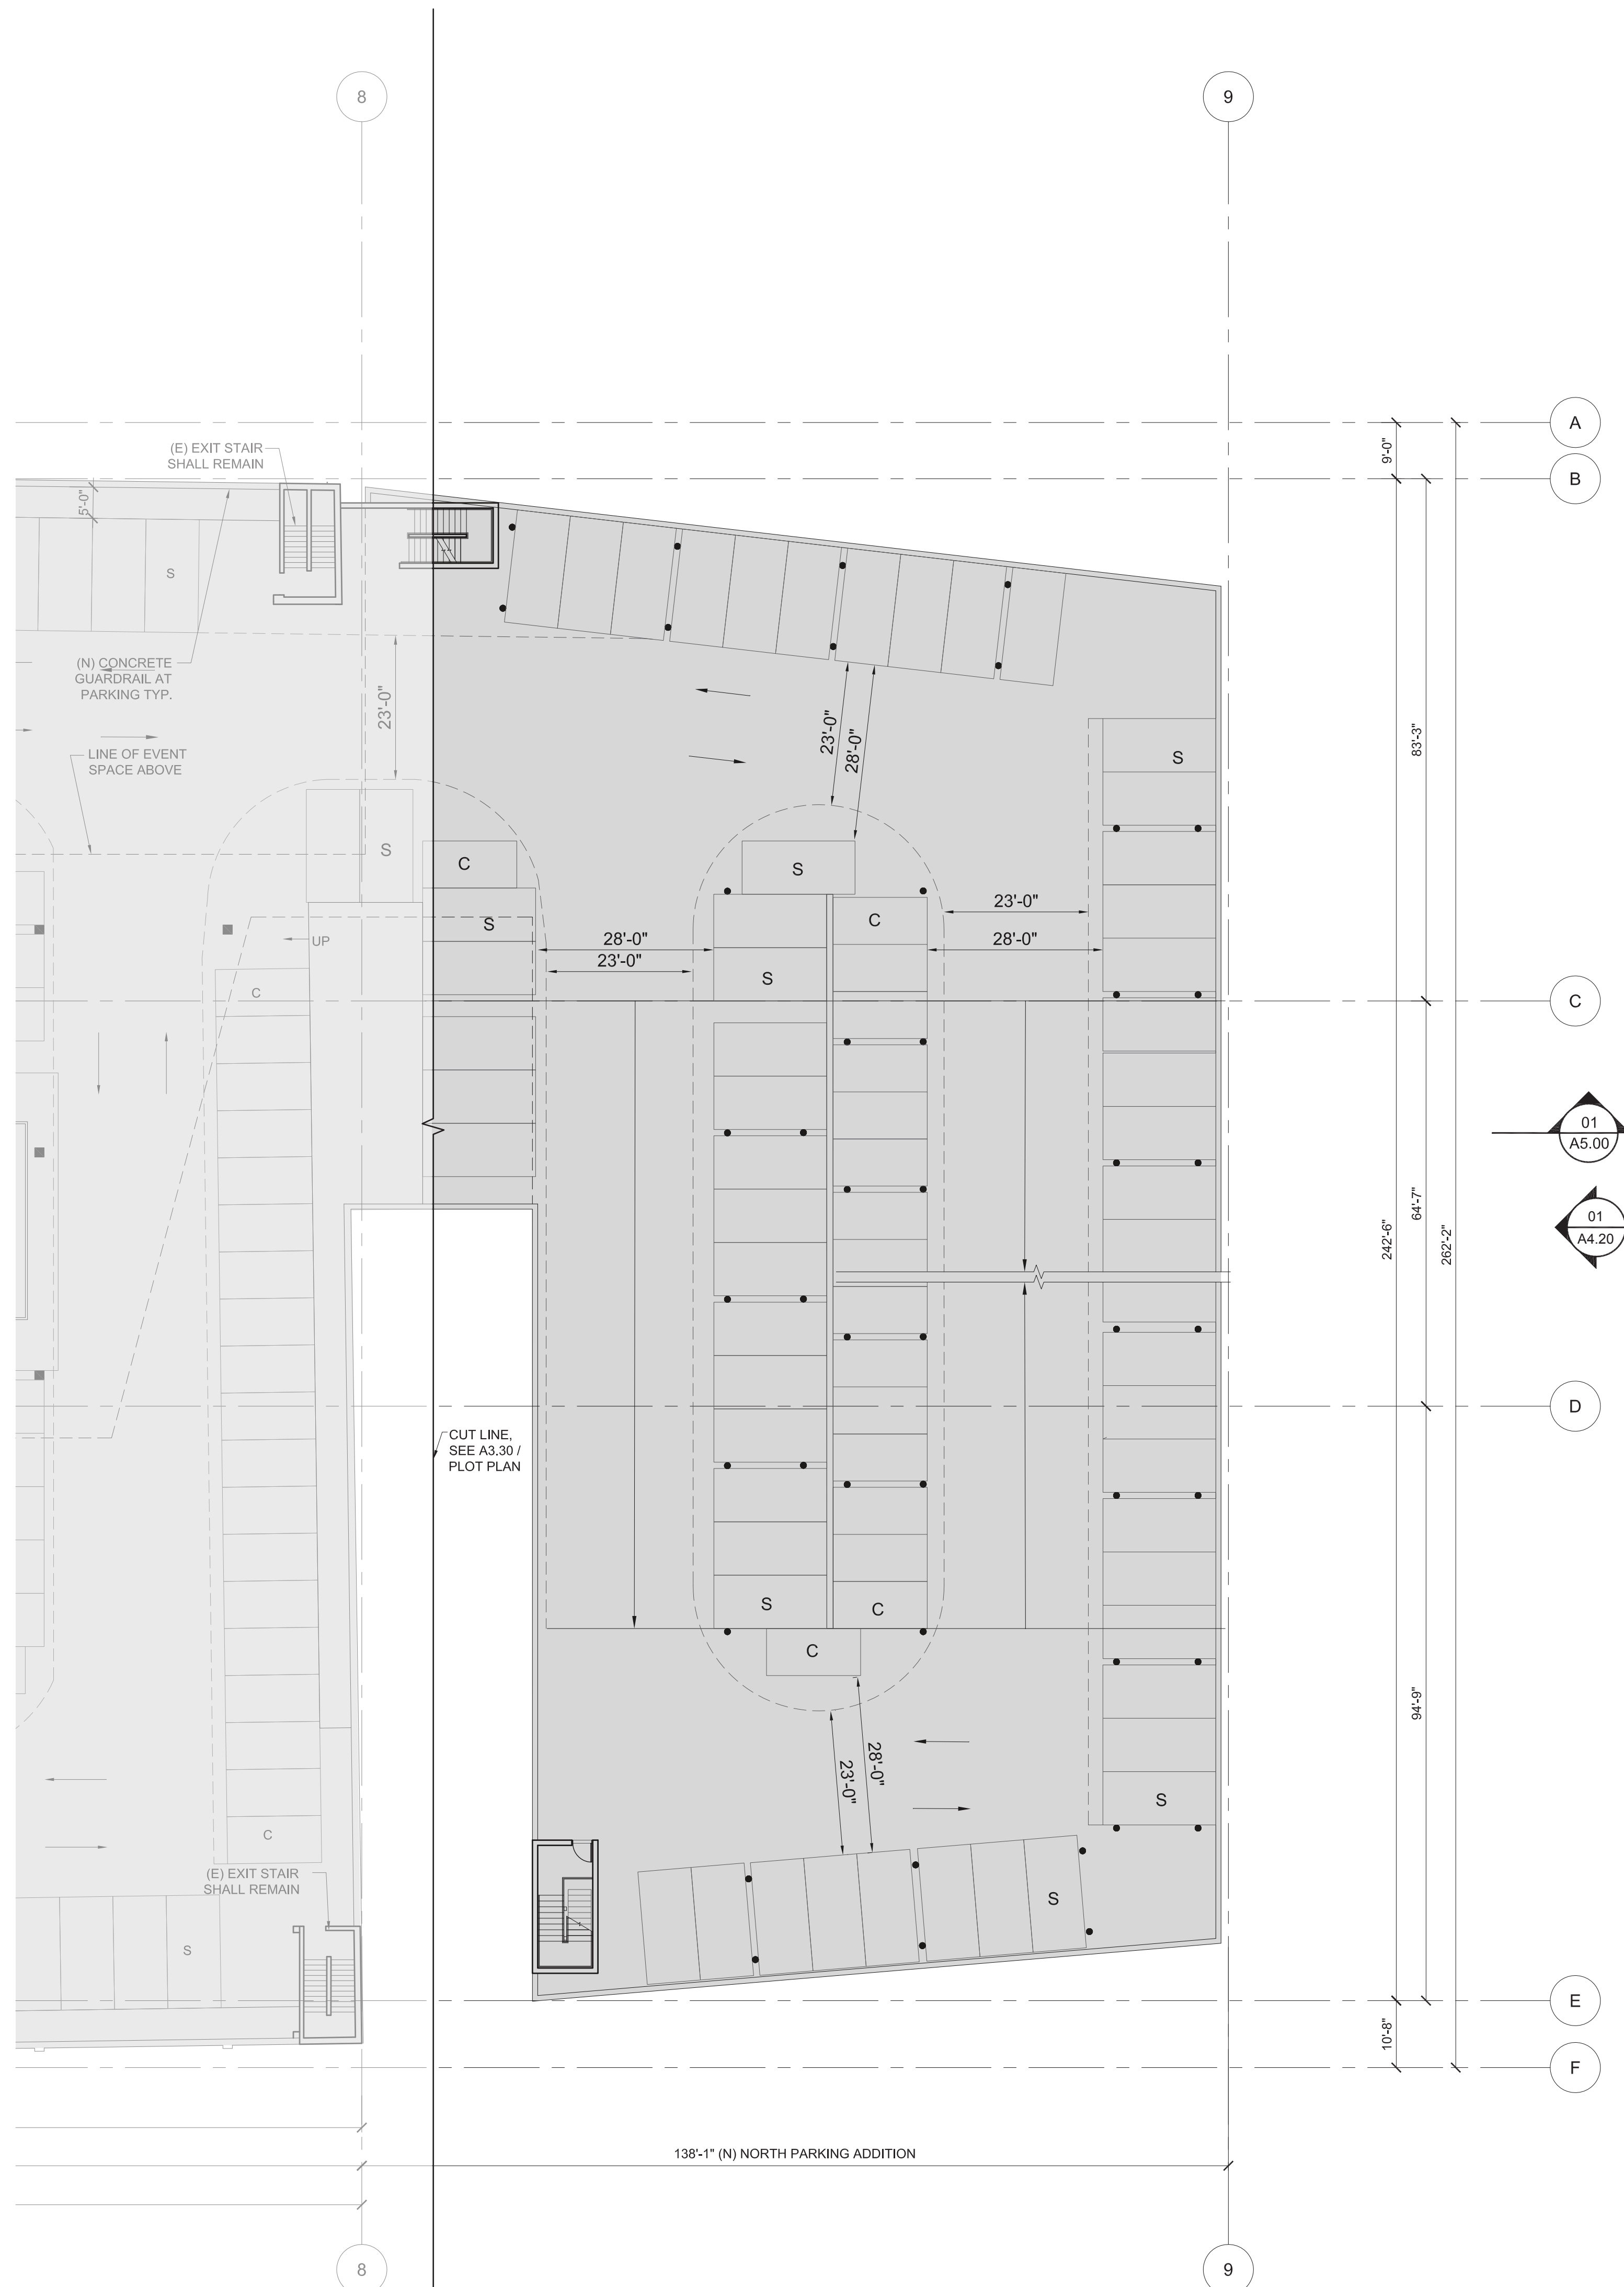 8
9
A
9'-0"
(E) EXIT STAIR
SHALL REMAIN
B
5'-0"
S
(N) CONCRETE
GUARDRAIL AT
PARKING TYP.
23'-0"
23'-0"
28'-0"
83'-3"
LINE OF EVENT
SPACE ABOVE
S
S
C
S
C
23'-0"
S
UP
28'-0"
28'-0"
23'-0"
S
C
C
01
A5.00
64'-7"
242'-6"
262'-2"
01
A4.20
D
CUT LINE,
SEE A3.30 /
PLOT PLAN
S
C
C
94'-9"
28'-0"
23'-0"
S
C
(E) EXIT STAIR
SHALL REMAIN
S
S
E
10'-8"
F
138'-1" (N) NORTH PARKING ADDITION
8
9